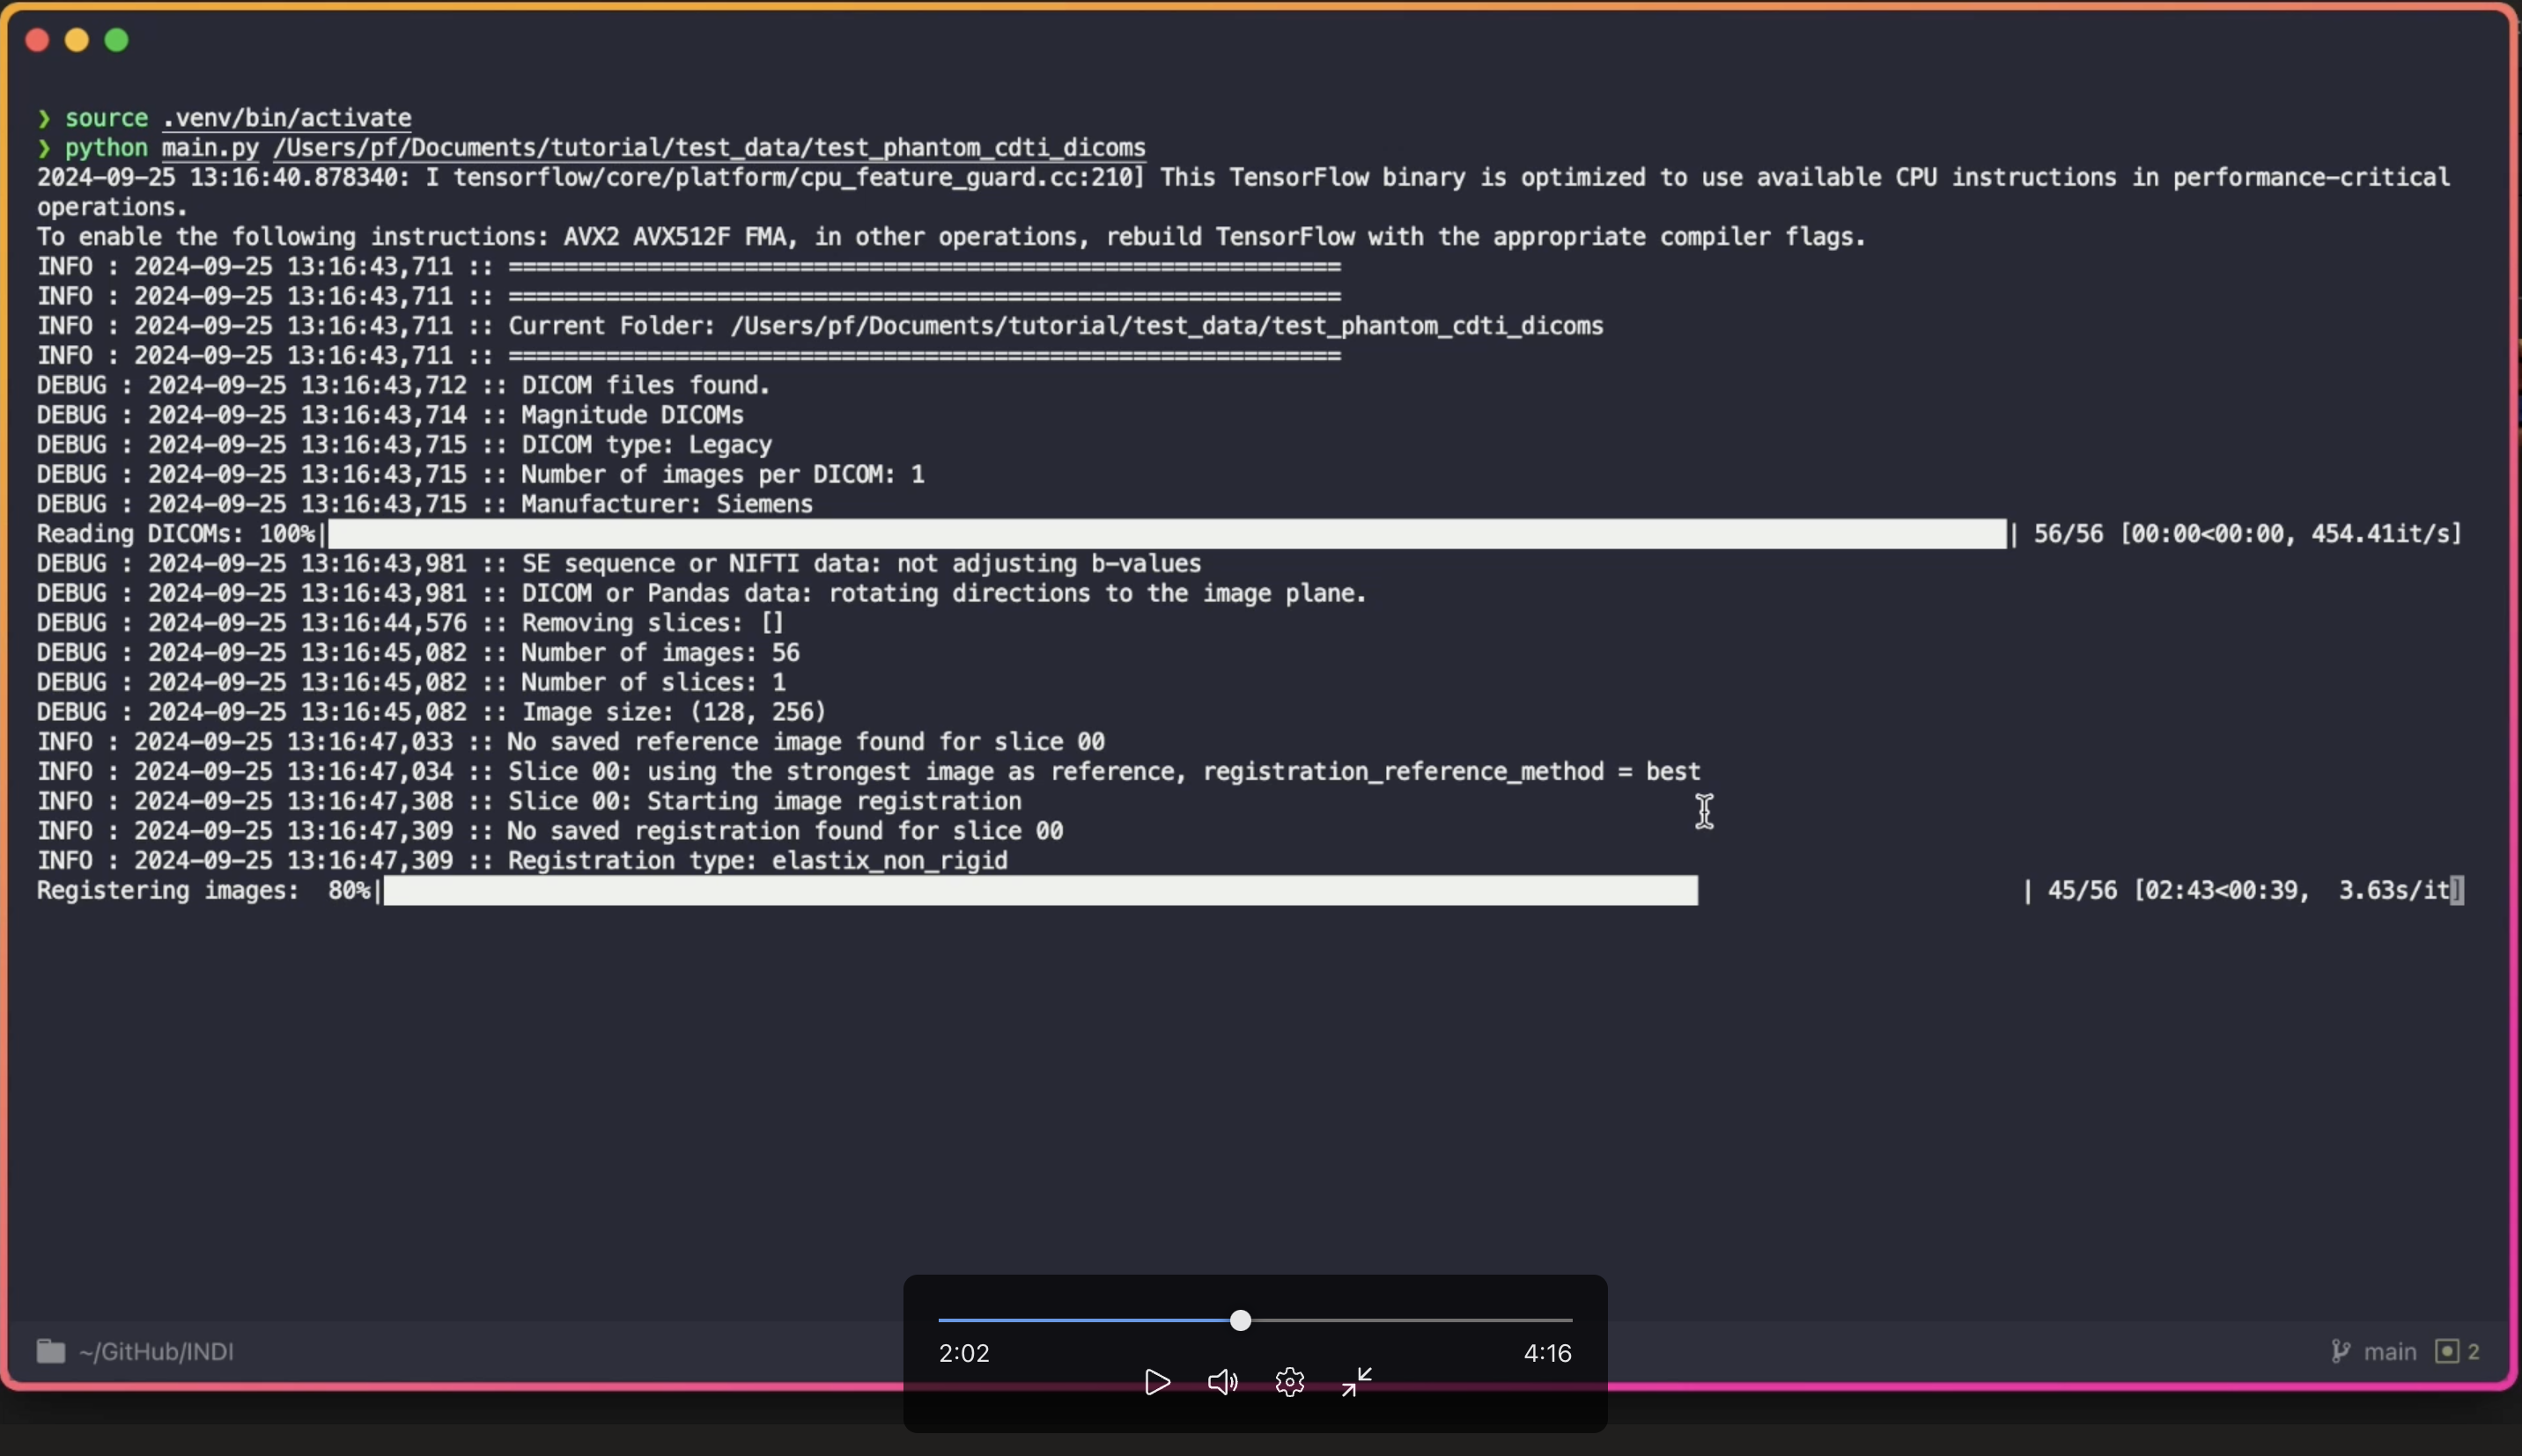 ❯ source .venv/bin/activate
❯ python main.py /Users/pf/Documents/tutorial/test_data/test_phantom_cdti_dicoms
2024-09-25 13:16:40.878340: I tensorflow/core/platform/cpu_feature_guard.cc:210] This TensorFlow binary is optimized to use available CPU instructions in performance-critical
operations.
To enable the following instructions: AVX2 AVX512F FMA, in other operations, rebuild TensorFlow with the appropriate compiler flags.
INFO : 2024-09-25 13:16:43,711 :: ============================================================
INFO : 2024-09-25 13:16:43,711 :: ============================================================
INFO : 2024-09-25 13:16:43,711 :: Current Folder: /Users/pf/Documents/tutorial/test_data/test_phantom_cdti_dicoms
INFO : 2024-09-25 13:16:43,711 :: ============================================================
DEBUG : 2024-09-25 13:16:43,712 :: DICOM files found.
DEBUG : 2024-09-25 13:16:43,714 :: Magnitude DICOMs
DEBUG : 2024-09-25 13:16:43,715 :: DICOM type: Legacy
DEBUG : 2024-09-25 13:16:43,715 :: Number of images per DICOM: 1
DEBUG : 2024-09-25 13:16:43,715 :: Manufacturer: Siemens
Reading DICOMs: 100%| | 56/56 [00:00<00:00, 454.41it/s]
DEBUG : 2024-09-25 13:16:43,981 :: SE sequence or NIFTI data: not adjusting b-values
DEBUG : 2024-09-25 13:16:43,981 :: DICOM or Pandas data: rotating directions to the image plane.
DEBUG : 2024-09-25 13:16:44,576 :: Removing slices: []
DEBUG : 2024-09-25 13:16:45,082 :: Number of images: 56
DEBUG : 2024-09-25 13:16:45,082 :: Number of slices: 1
DEBUG : 2024-09-25 13:16:45,082 :: Image size: (128, 256)
INFO : 2024-09-25 13:16:47,033 :: No saved reference image found for slice 00
INFO : 2024-09-25 13:16:47,034 :: Slice 00: using the strongest image as reference, registration_reference_method = best
INFO : 2024-09-25 13:16:47,308 :: Slice 00: Starting image registration
INFO : 2024-09-25 13:16:47,309 :: No saved registration found for slice 00
INFO : 2024-09-25 13:16:47,309 :: Registration type: elastix_non_rigid
Registering images:  80%| | 45/56 [02:43<00:39,  3.63s/it]
2:02 4:16
~/GitHub/INDI main 2